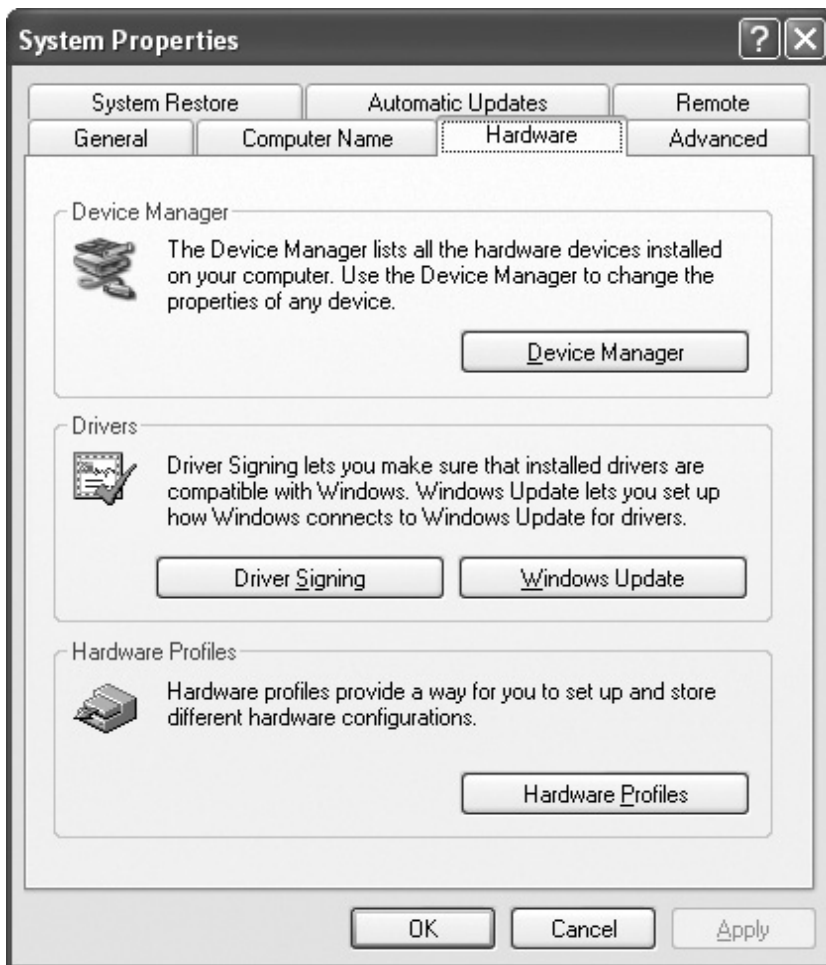 System Properties
System Restore Automatic Updates Remote
General Computer Name Hardware Advanced
Device Manager
The Device Manager lists all the hardware devices installed
on your computer. Use the Device Manager to change the
properties of any device.
Device Manager
Drivers
Driver Signing lets you make sure that installed drivers are
compatible with Windows. Windows Update lets you set up
how Windows connects to Windows Update for drivers.
Driver Signing Windows Update
Hardware Profiles
Hardware profiles provide a way for you to set up and store
different hardware configurations.
Hardware Profiles
OK Cancel Apply